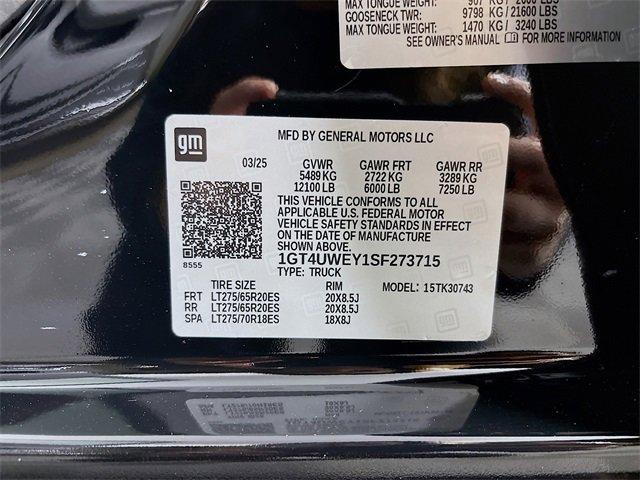 MAX TONGUE WEIGHT: 907 KG / 2000 LBS
GOOSENECK TWR: 9798 KG / 21600 LBS
MAX TONGUE WEIGHT: 1470 KG / 3240 LBS
SEE OWNER'S MANUAL FOR MORE INFORMATION
gm
MFD BY GENERAL MOTORS LLC
03/25 GVWR GAWR FRT GAWR RR
5489 KG 2722 KG 3289 KG
12100 LB 6000 LB 7250 LB
THIS VEHICLE CONFORMS TO ALL
APPLICABLE U.S. FEDERAL MOTOR
VEHICLE SAFETY STANDARDS IN EFFECT
ON THE DATE OF MANUFACTURE
SHOWN ABOVE.
8555
1GT4UWEY1SF273715
TYPE: TRUCK
TIRE SIZE RIM MODEL: 15TK30743
FRT LT275/65R20ES 20X8.5J
RR LT275/65R20ES 20X8.5J
SPA LT275/70R18ES 18X8J